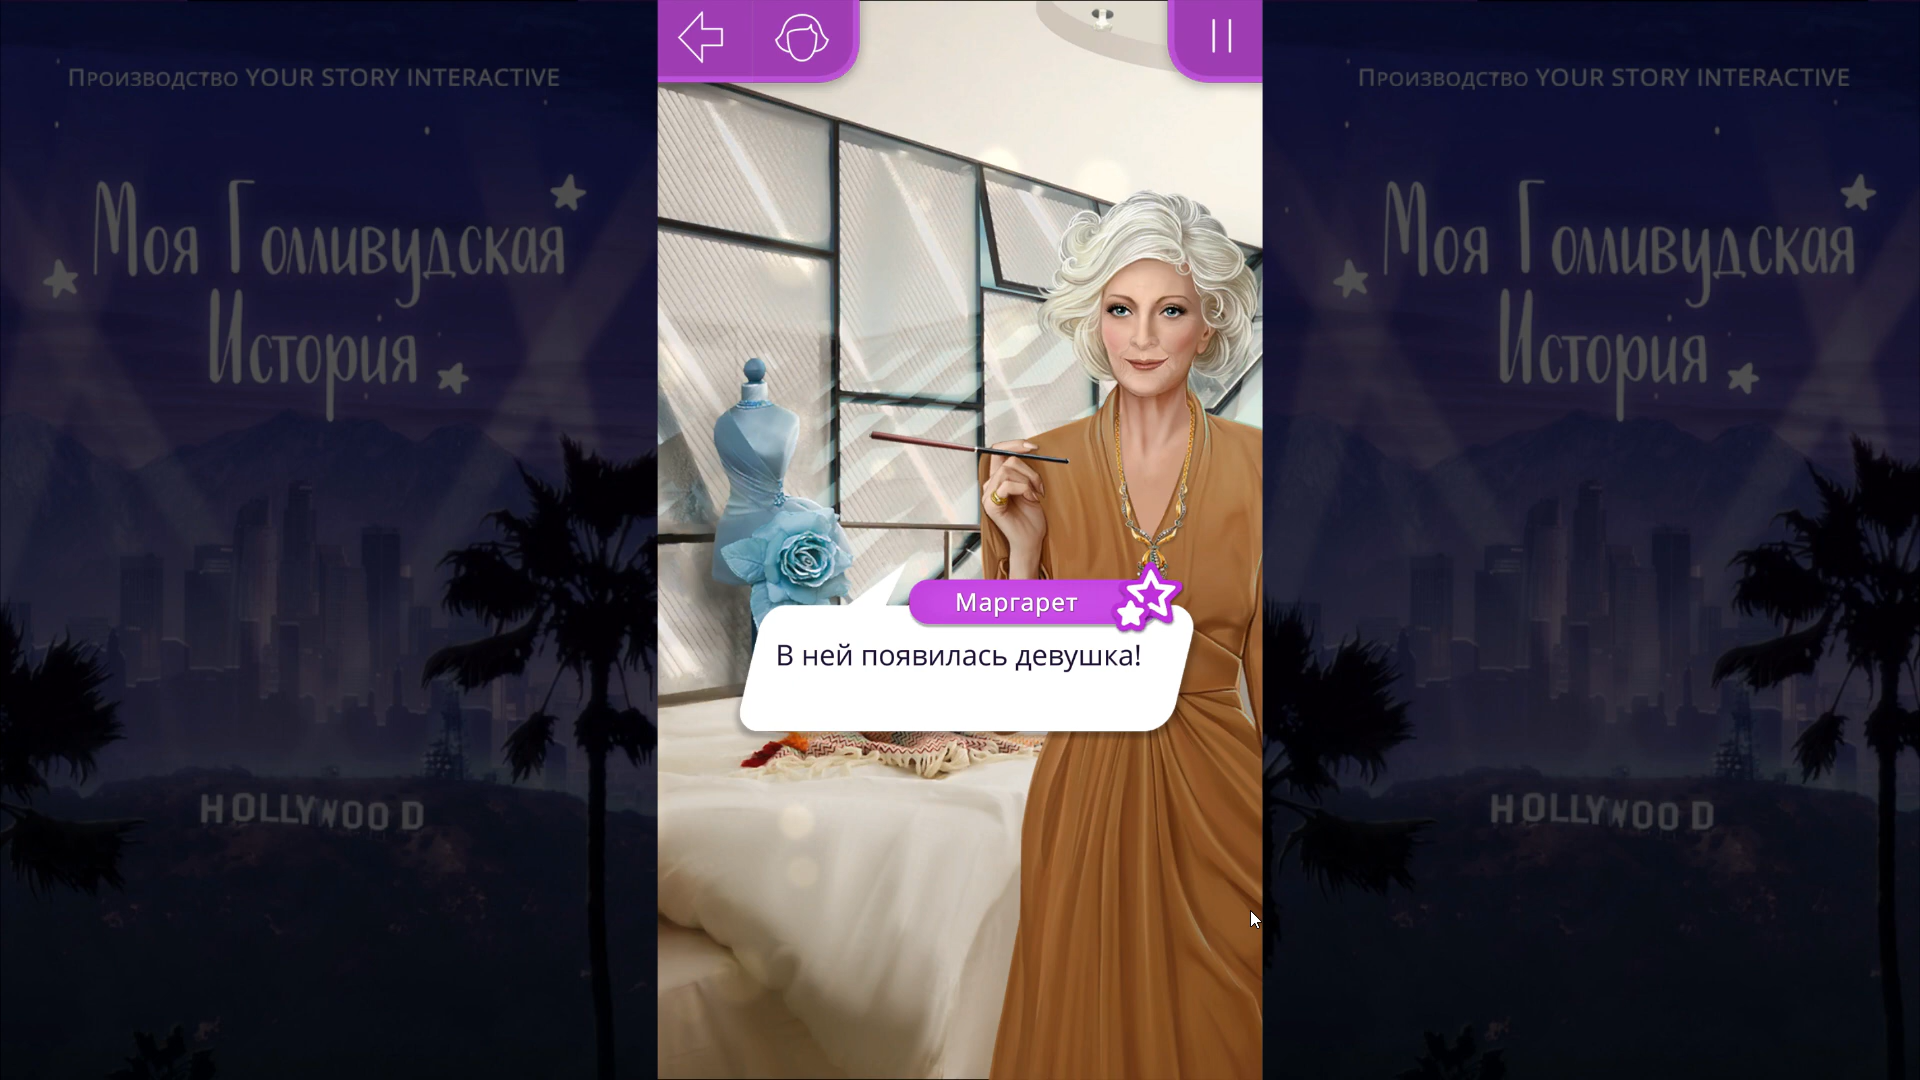 Производство YOUR STORY INTERACTIVE
Моя Голливудская
История
HOLLYWOOD
Маргарет
В ней появилась девушка!
Производство YOUR STORY INTERACTIVE
Моя Голливудская
История
HOLLYWOOD